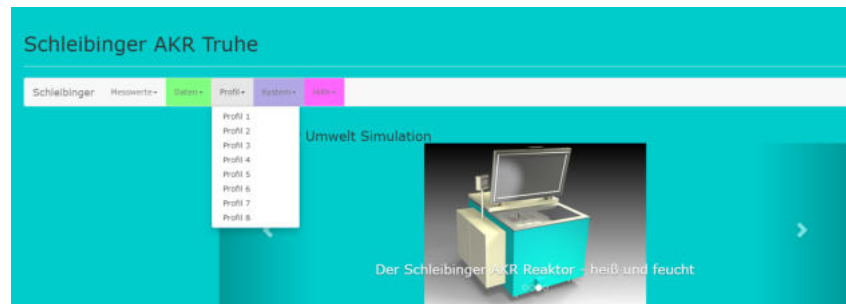 Schleibinger AKR Truhe
Schleibinger Messwerte Daten Profil System Hilfe
Profil 1
Profil 2
Profil 3
Profil 4
Profil 5
Profil 6
Profil 7
Profil 8
Umwelt Simulation
Der Schleibinger AKR Reaktor - heiß und feucht